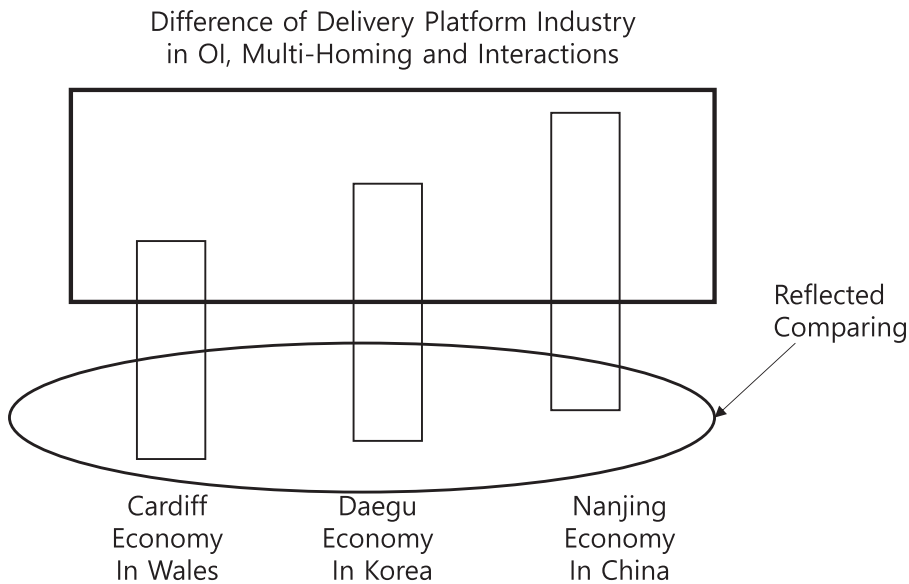 Difference of Delivery Platform Industry
in OI, Multi-Homing and Interactions
Reflected
Comparing
Cardiff
Economy
In Wales
Daegu
Economy
In Korea
Nanjing
Economy
In China